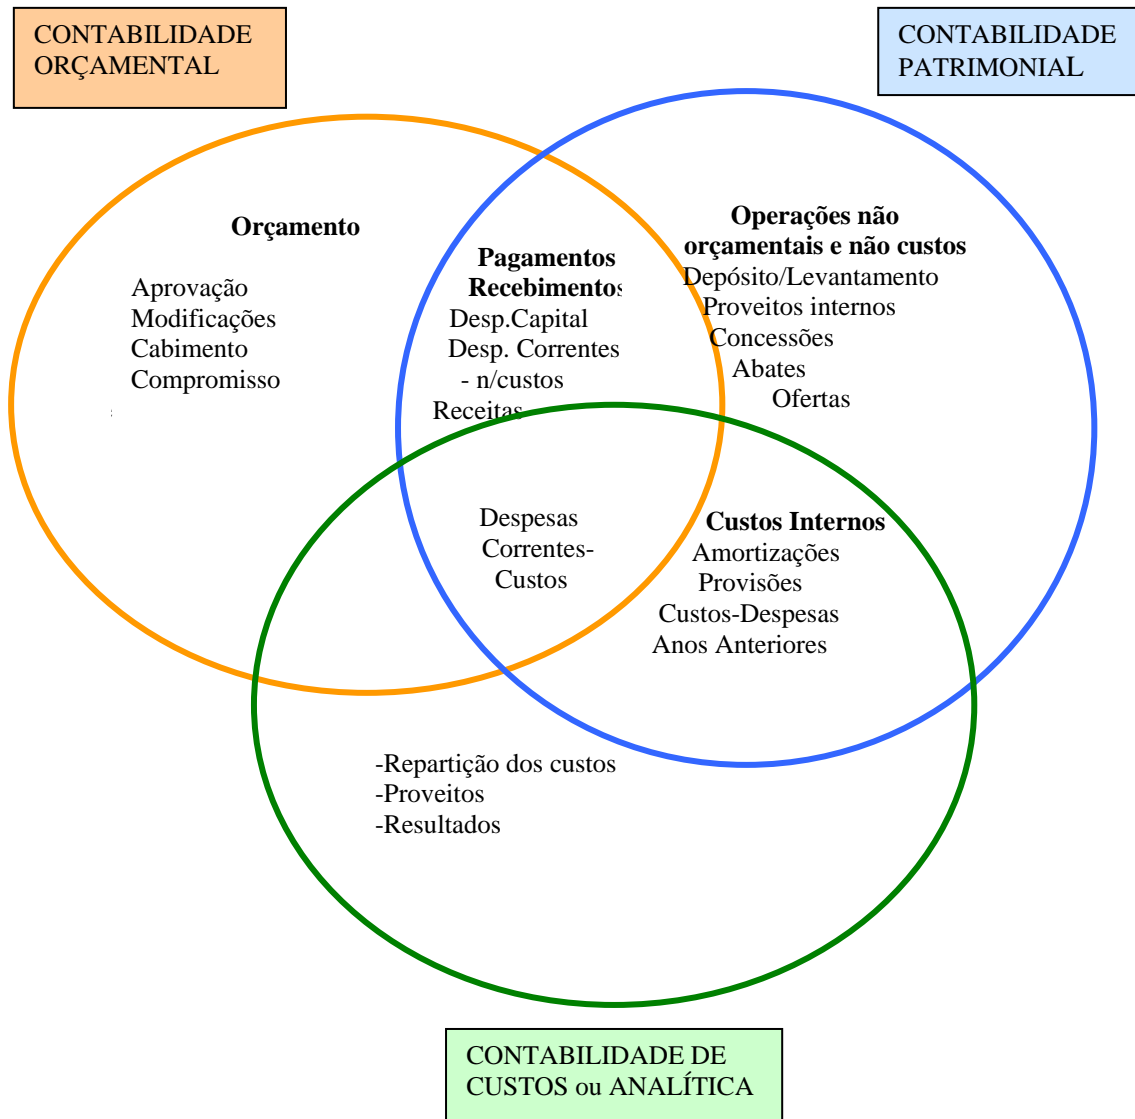 CONTABILIDADE
ORÇAMENTAL
CONTABILIDADE
PATRIMONIAL
Orçamento
Aprovação
Modificações
Cabimento
Compromisso
Pagamentos
Recebimentos
Desp.Capital
Desp. Correntes
- n/custos
Receitas
Operações não
orçamentais e não custos
Depósito/Levantamento
Proveitos internos
Concessões
Abates
Ofertas
Despesas
Correntes-
Custos
Custos Internos
Amortizações
Provisões
Custos-Despesas
Anos Anteriores
-Repartição dos custos
-Proveitos
-Resultados
CONTABILIDADE DE
CUSTOS ou ANALÍTICA